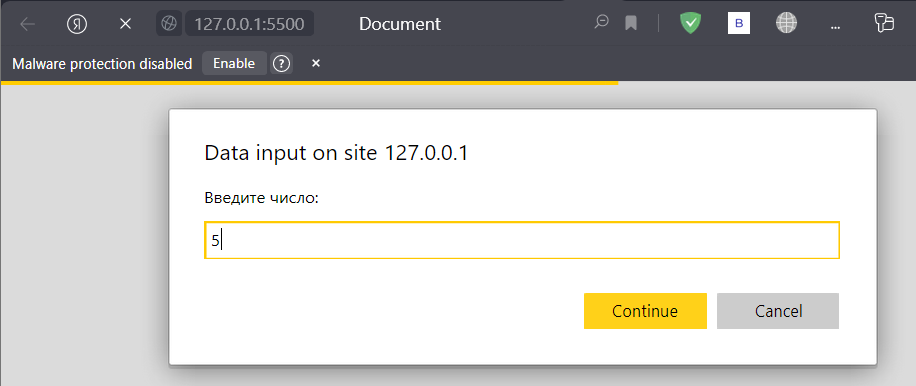 Я 127.0.0.1:5500 Document B ...
Malware protection disabled Enable ? ×
Data input on site 127.0.0.1
Введите число:
5
Continue Cancel